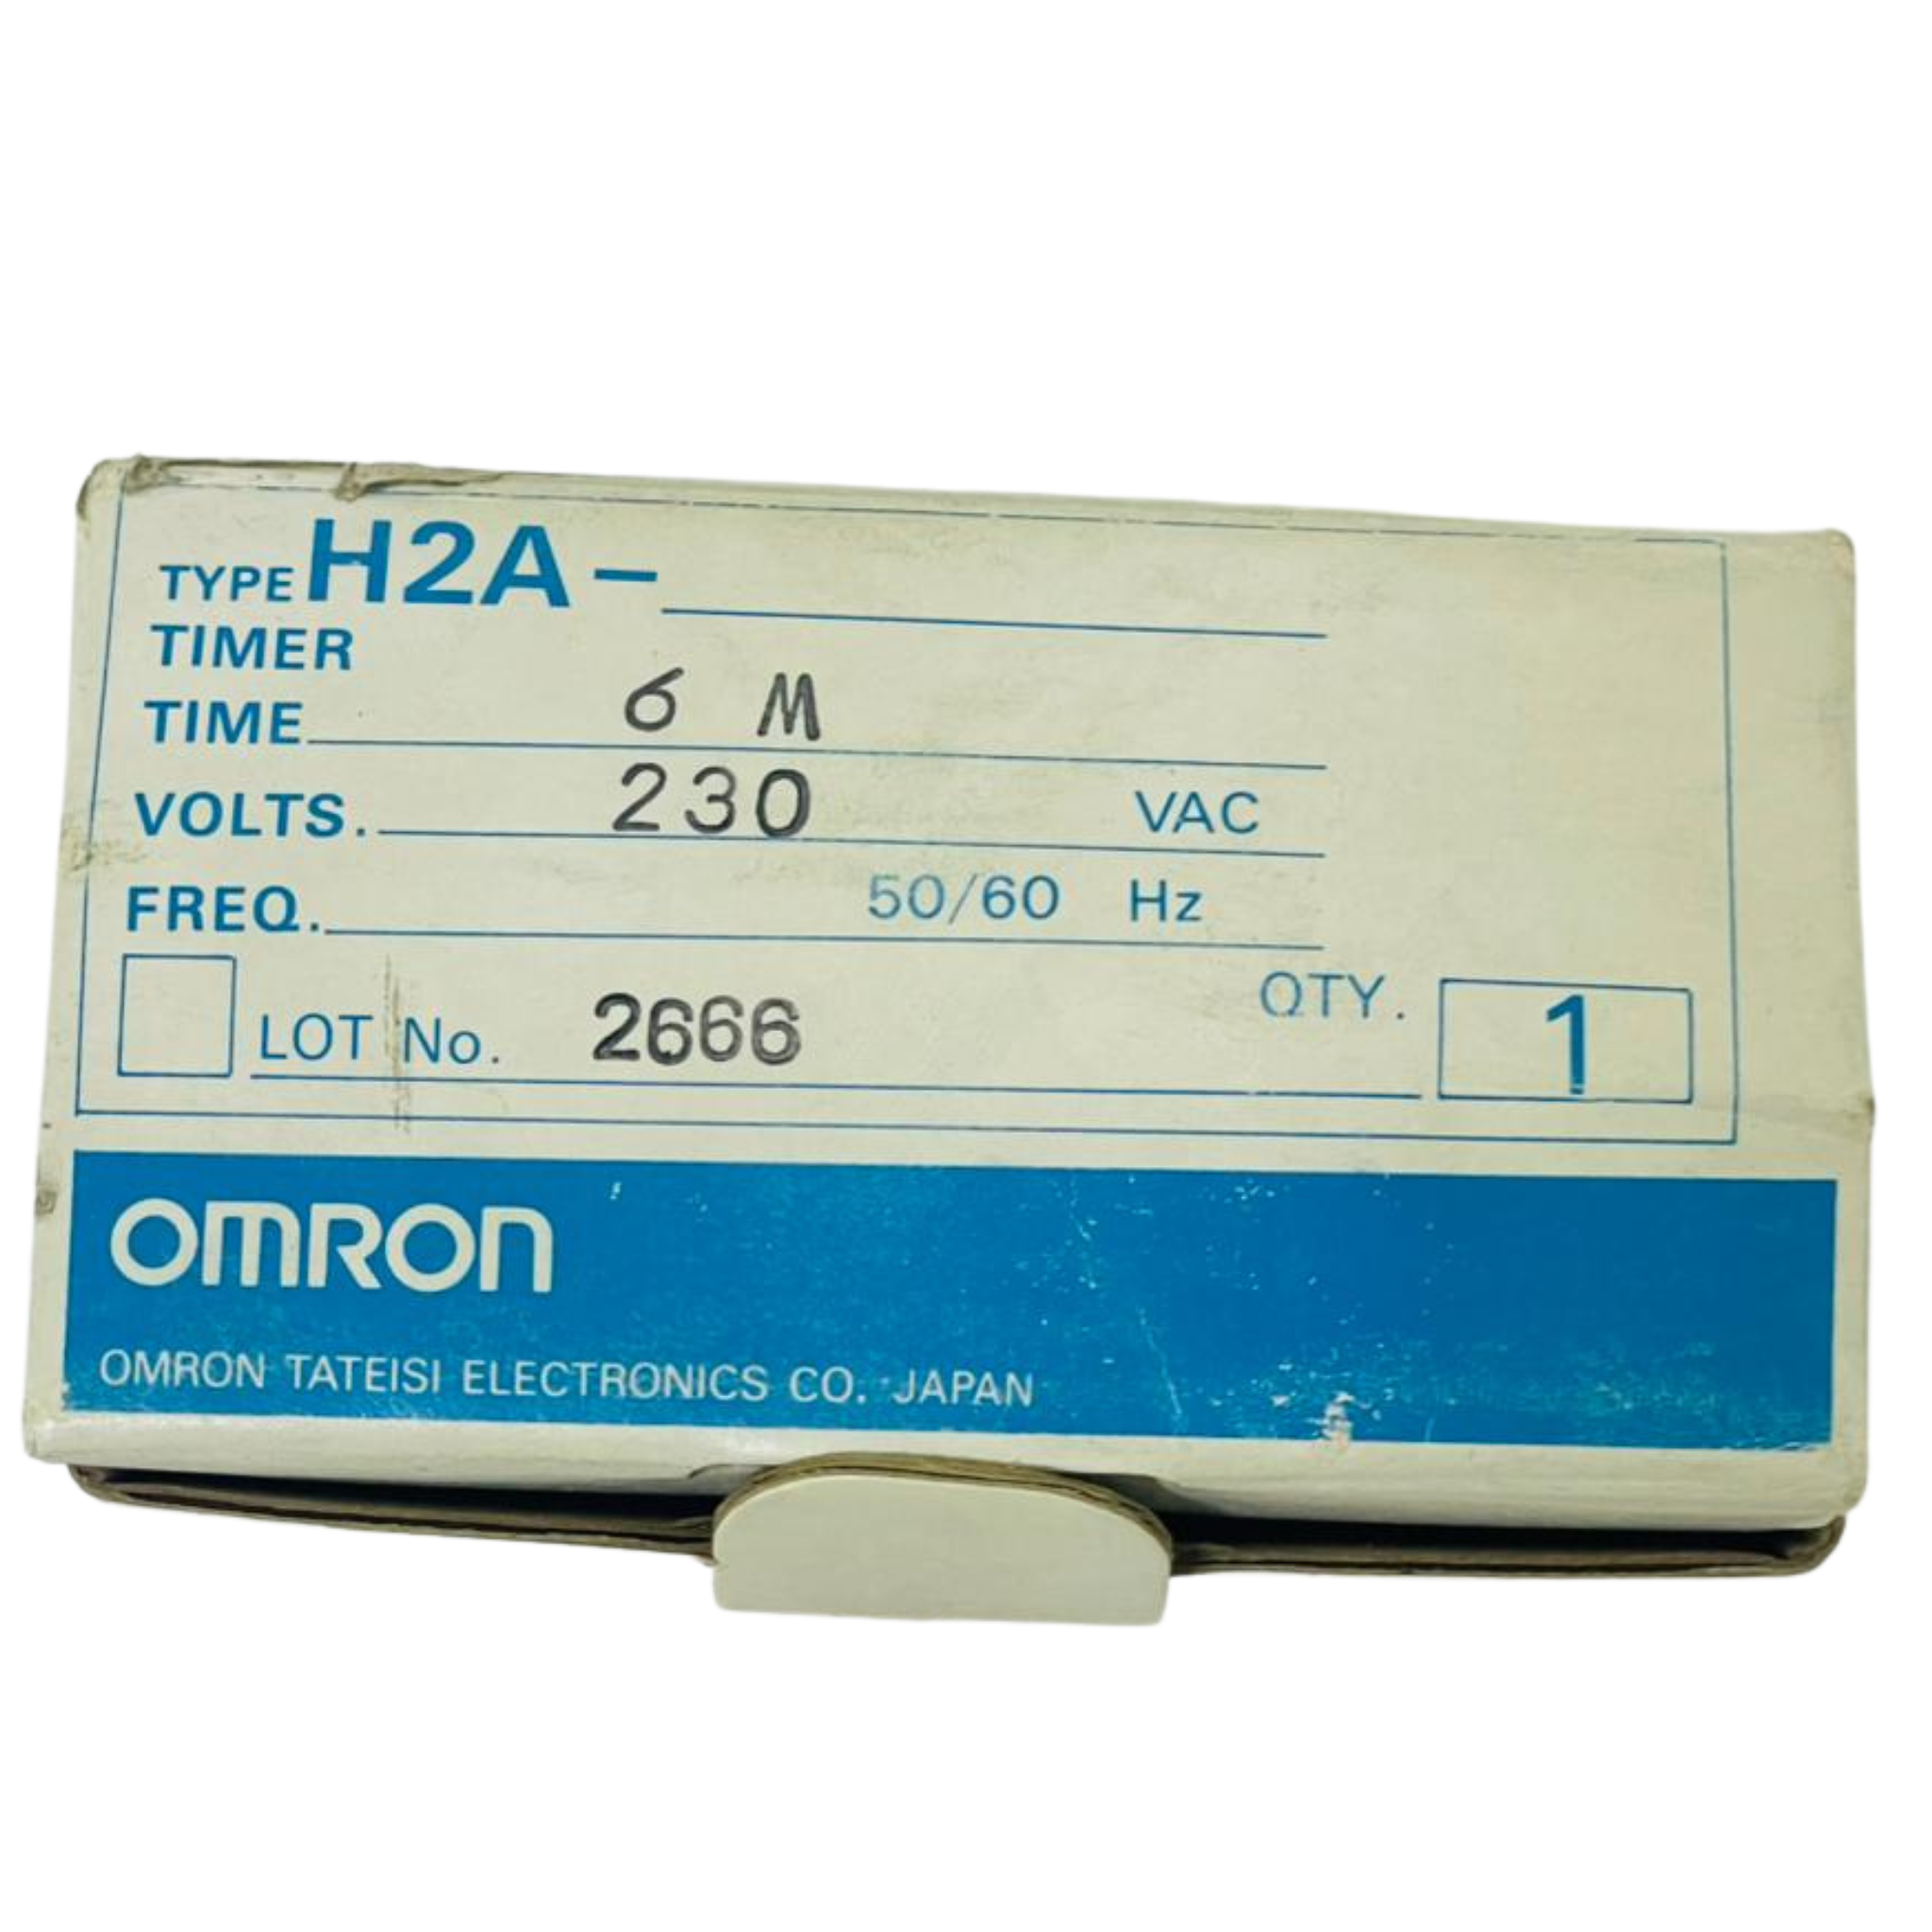 TYPE H2A-
TIMER
TIME 6 M
VOLTS. 230 VAC
FREQ. 50/60 Hz
LOT No. 2666 QTY. 1
OMRON
OMRON TATEISI ELECTRONICS CO. JAPAN